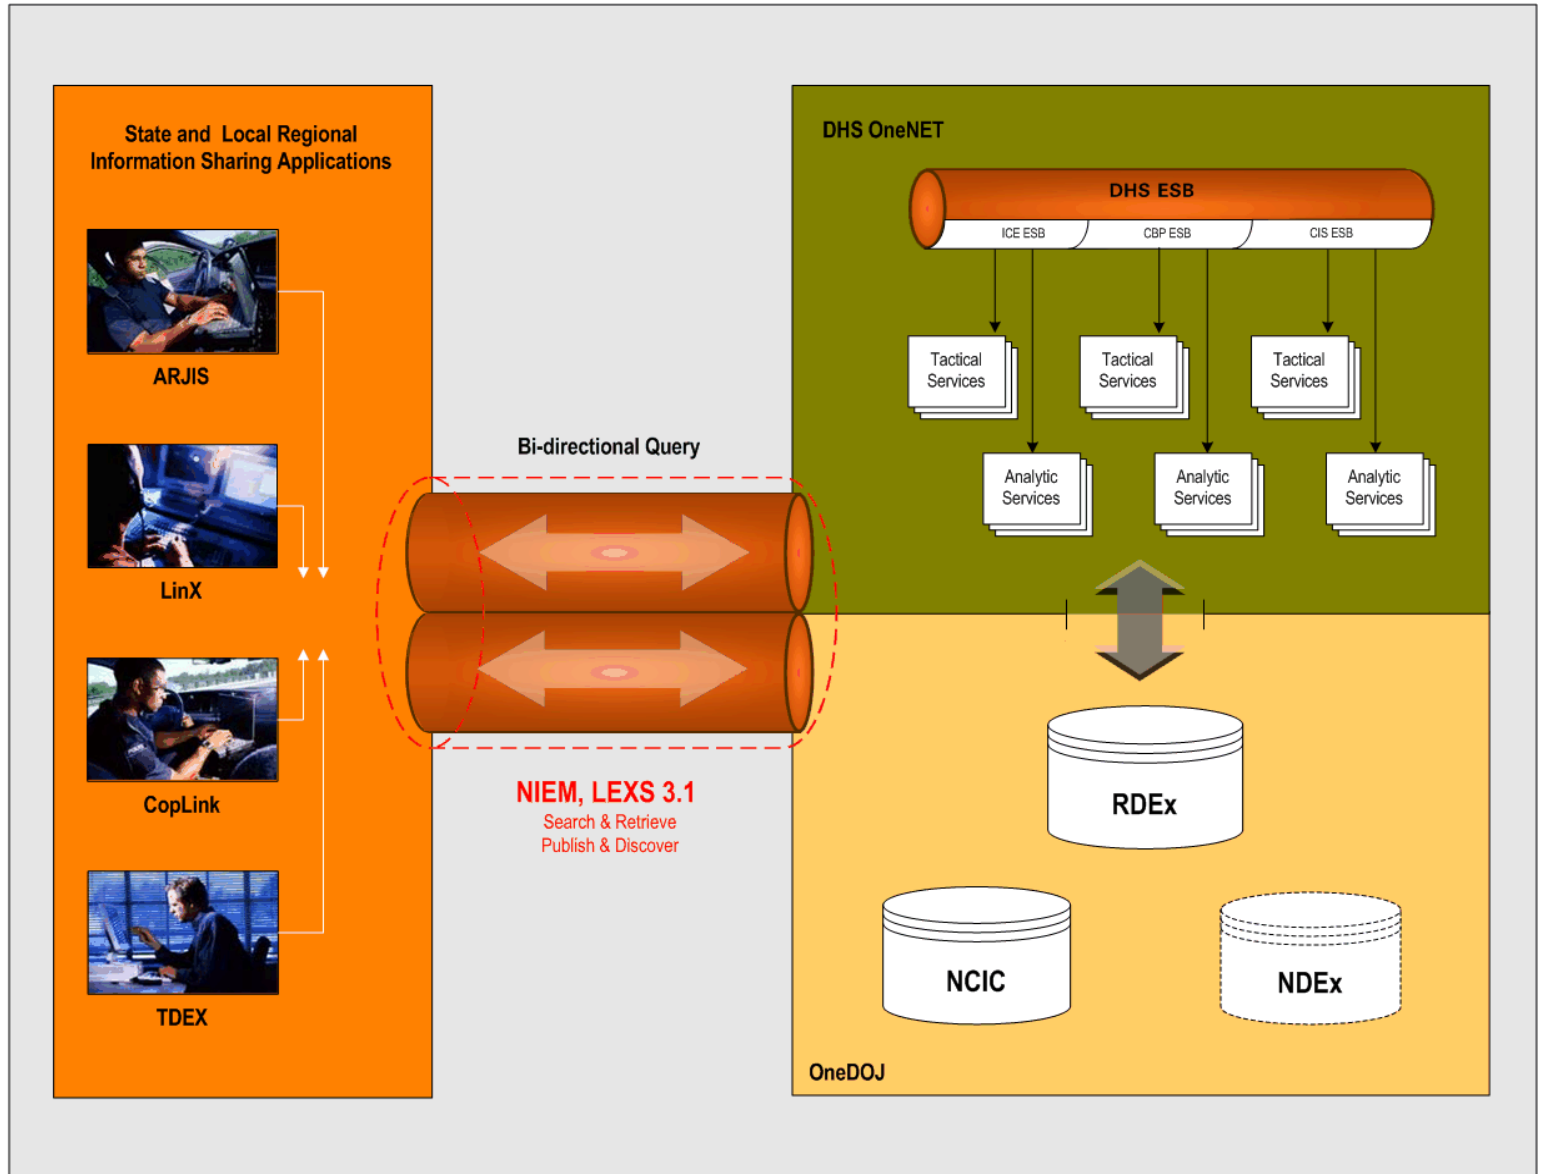 State and Local Regional
Information Sharing Applications
ARJIS
LinX
CopLink
TDEX
Bi-directional Query
NIEM, LEXS 3.1
Search & Retrieve
Publish & Discover
DHS OneNET
DHS ESB
ICE ESB
CBP ESB
CIS ESB
Tactical
Services
Tactical
Services
Tactical
Services
Analytic
Services
Analytic
Services
Analytic
Services
RDEx
NCIC
NDEx
OneDOJ